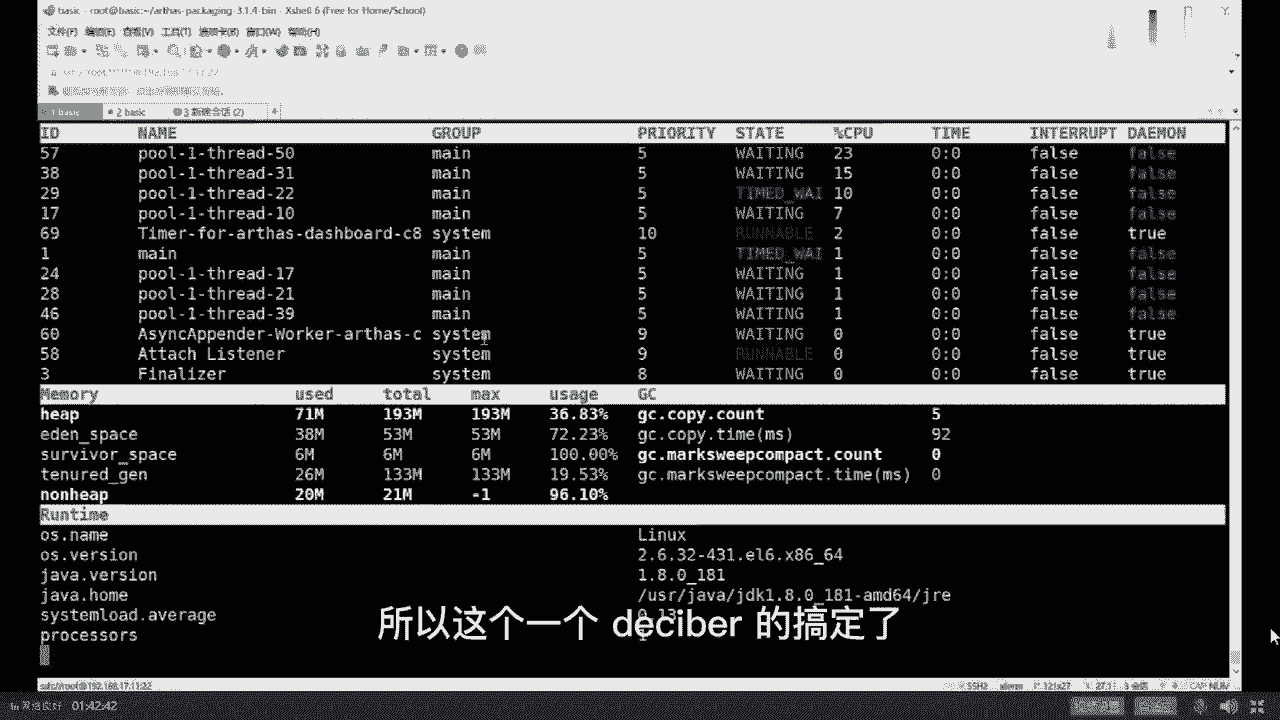 basic - root@basic:~/arthas-packaging-3.1.4-bin - Xshell 6 (Free for Home/School)
文件(F) 编辑(E) 查看(V) 工具(T) 选项卡(B) 窗口(W) 帮助(H)
1 basic 2 basic 3 新建会话 (2) +
ID NAME GROUP PRIORITY STATE %CPU TIME INTERRUPT DAEMON
57 pool-1-thread-50 main 5 WAITING 23 0:0 false false
38 pool-1-thread-31 main 5 WAITING 15 0:0 false false
29 pool-1-thread-22 main 5 TIMED_WAI 10 0:0 false false
17 pool-1-thread-10 main 5 WAITING 7 0:0 false false
69 Timer-for-arthas-dashboard-c8 system 10 RUNNABLE 2 0:0 false true
1 main main 5 TIMED_WAI 1 0:0 false false
24 pool-1-thread-17 main 5 WAITING 1 0:0 false false
28 pool-1-thread-21 main 5 WAITING 1 0:0 false false
46 pool-1-thread-39 main 5 WAITING 1 0:0 false false
60 AsyncAppender-Worker-arthas-c system 9 WAITING 0 0:0 false true
58 Attach Listener system 9 RUNNABLE 0 0:0 false true
3 Finalizer system 8 WAITING 0 0:0 false true
Memory used total max usage GC
heap 71M 193M 193M 36.83% gc.copy.count 5
eden_space 38M 53M 53M 72.23% gc.copy.time(ms) 92
survivor_space 6M 6M 6M 100.00% gc.marksweepcompact.count 0
tenured_gen 26M 133M 133M 19.53% gc.marksweepcompact.time(ms) 0
nonheap 20M 21M -1 96.10%
Runtime
os.name Linux
os.version 2.6.32-431.el6.x86_64
java.version 1.8.0_181
java.home /usr/java/jdk1.8.0_181-amd64/jre
systemload.average
processors
所以这个一个 deciber 的搞定了
ssh://root@192.168.17.11:22 SSH2 xterm 121x27
01:42:42